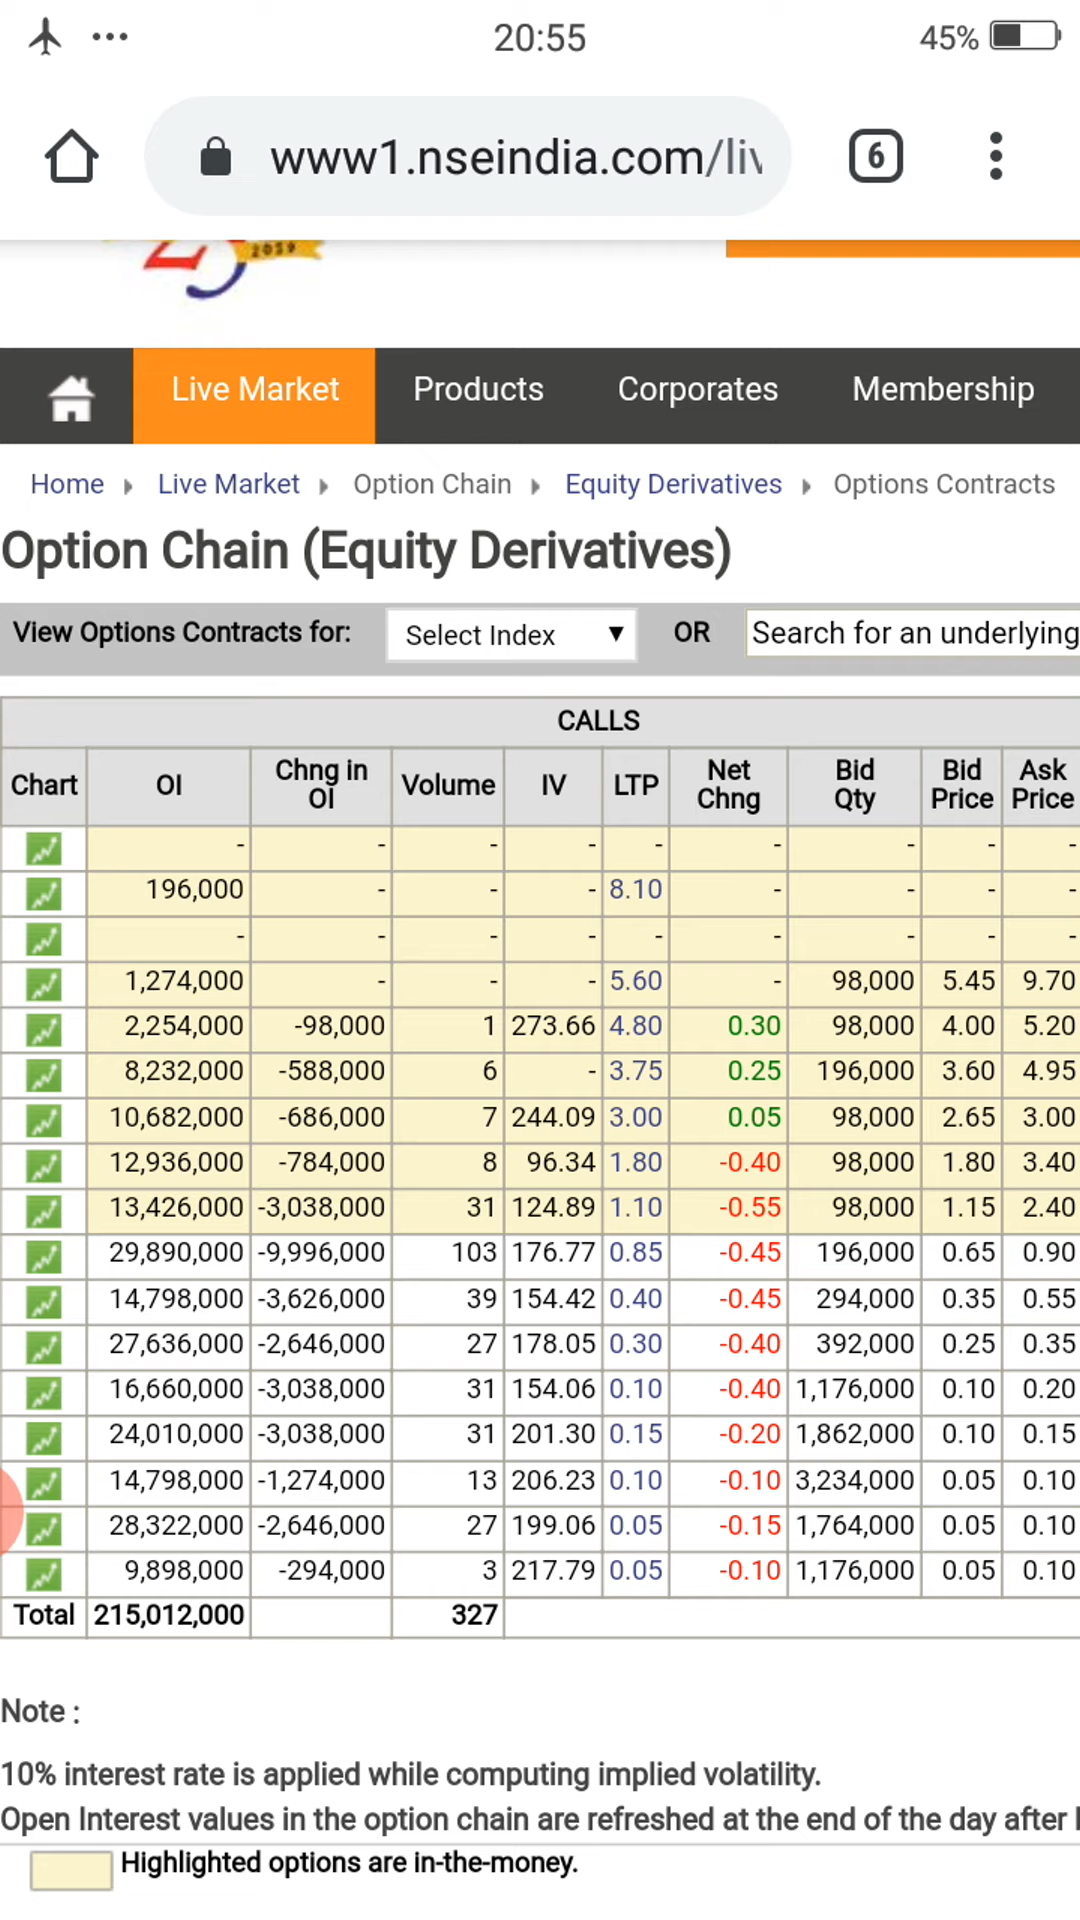 20:55 45%
www1.nseindia.com/liv 6
2019
Live Market Products Corporates Membership
Home Live Market Option Chain Equity Derivatives Options Contracts
Option Chain (Equity Derivatives)
View Options Contracts for: Select Index OR Search for an underlying
CALLS
Chart OI Chng in OI Volume IV LTP Net Chng Bid Qty Bid Price Ask Price
- - - - - - - - -
196,000 - - - 8.10 - - - -
- - - - - - - - -
1,274,000 - - - 5.60 - 98,000 5.45 9.70
2,254,000 -98,000 1 273.66 4.80 0.30 98,000 4.00 5.20
8,232,000 -588,000 6 - 3.75 0.25 196,000 3.60 4.95
10,682,000 -686,000 7 244.09 3.00 0.05 98,000 2.65 3.00
12,936,000 -784,000 8 96.34 1.80 -0.40 98,000 1.80 3.40
13,426,000 -3,038,000 31 124.89 1.10 -0.55 98,000 1.15 2.40
29,890,000 -9,996,000 103 176.77 0.85 -0.45 196,000 0.65 0.90
14,798,000 -3,626,000 39 154.42 0.40 -0.45 294,000 0.35 0.55
27,636,000 -2,646,000 27 178.05 0.30 -0.40 392,000 0.25 0.35
16,660,000 -3,038,000 31 154.06 0.10 -0.40 1,176,000 0.10 0.20
24,010,000 -3,038,000 31 201.30 0.15 -0.20 1,862,000 0.10 0.15
14,798,000 -1,274,000 13 206.23 0.10 -0.10 3,234,000 0.05 0.10
28,322,000 -2,646,000 27 199.06 0.05 -0.15 1,764,000 0.05 0.10
9,898,000 -294,000 3 217.79 0.05 -0.10 1,176,000 0.05 0.10
Total 215,012,000 327
Note :
10% interest rate is applied while computing implied volatility.
Open Interest values in the option chain are refreshed at the end of the day after
Highlighted options are in-the-money.